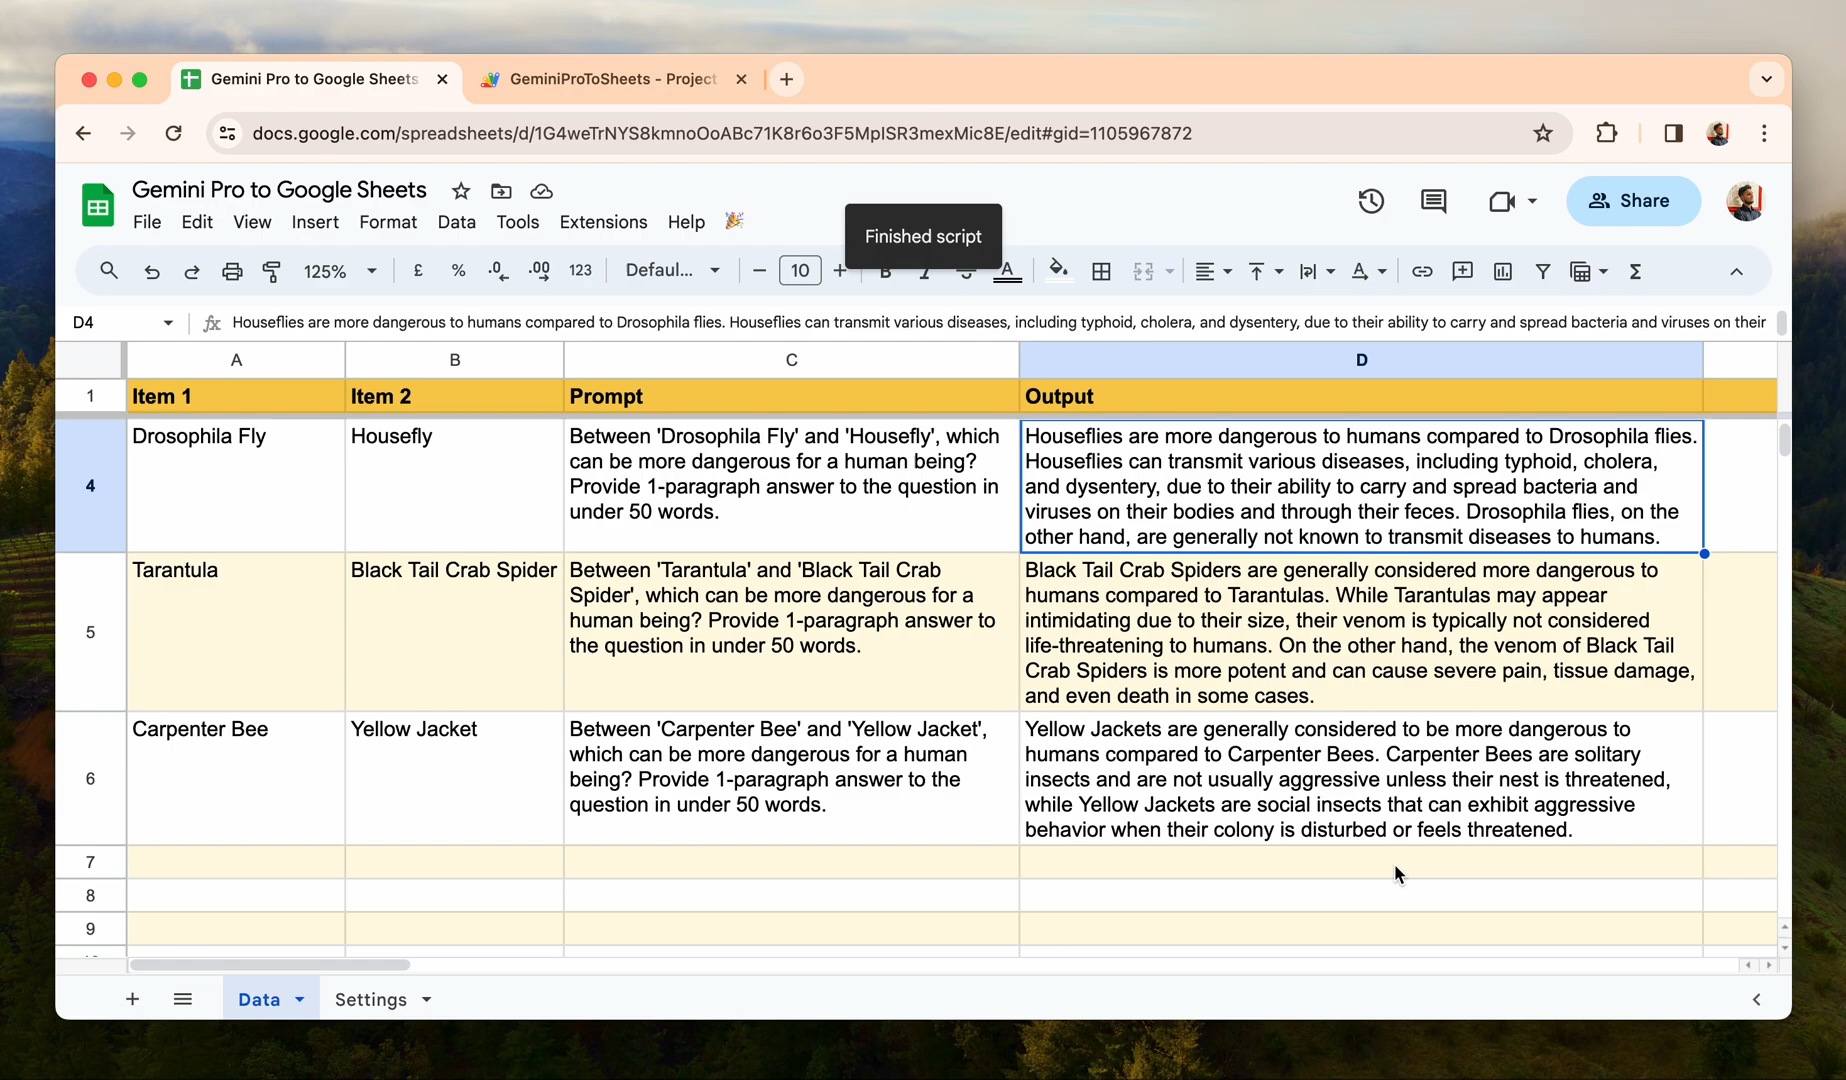 Gemini Pro to Google Sheets
GeminiProToSheets - Project
docs.google.com/spreadsheets/d/1G4weTrNYS8kmnoOoABc71K8r6o3F5MpISR3mexMic8E/edit#gid=1105967872
Gemini Pro to Google Sheets
File Edit View Insert Format Data Tools Extensions Help
Finished script
Share
125% £ % .0 .00 123 Defaul... 10 B I S A
D4
fx Houseflies are more dangerous to humans compared to Drosophila flies. Houseflies can transmit various diseases, including typhoid, cholera, and dysentery, due to their ability to carry and spread bacteria and viruses on their
A B C D
1 Item 1 Item 2 Prompt Output
4
Drosophila Fly
Housefly
Between 'Drosophila Fly' and 'Housefly', which
can be more dangerous for a human being?
Provide 1-paragraph answer to the question in
under 50 words.
Houseflies are more dangerous to humans compared to Drosophila flies.
Houseflies can transmit various diseases, including typhoid, cholera,
and dysentery, due to their ability to carry and spread bacteria and
viruses on their bodies and through their feces. Drosophila flies, on the
other hand, are generally not known to transmit diseases to humans.
5
Tarantula
Black Tail Crab Spider
Between 'Tarantula' and 'Black Tail Crab
Spider', which can be more dangerous for a
human being? Provide 1-paragraph answer to
the question in under 50 words.
Black Tail Crab Spiders are generally considered more dangerous to
humans compared to Tarantulas. While Tarantulas may appear
intimidating due to their size, their venom is typically not considered
life-threatening to humans. On the other hand, the venom of Black Tail
Crab Spiders is more potent and can cause severe pain, tissue damage,
and even death in some cases.
6
Carpenter Bee
Yellow Jacket
Between 'Carpenter Bee' and 'Yellow Jacket',
which can be more dangerous for a human
being? Provide 1-paragraph answer to the
question in under 50 words.
Yellow Jackets are generally considered to be more dangerous to
humans compared to Carpenter Bees. Carpenter Bees are solitary
insects and are not usually aggressive unless their nest is threatened,
while Yellow Jackets are social insects that can exhibit aggressive
behavior when their colony is disturbed or feels threatened.
7
8
9
Data Settings